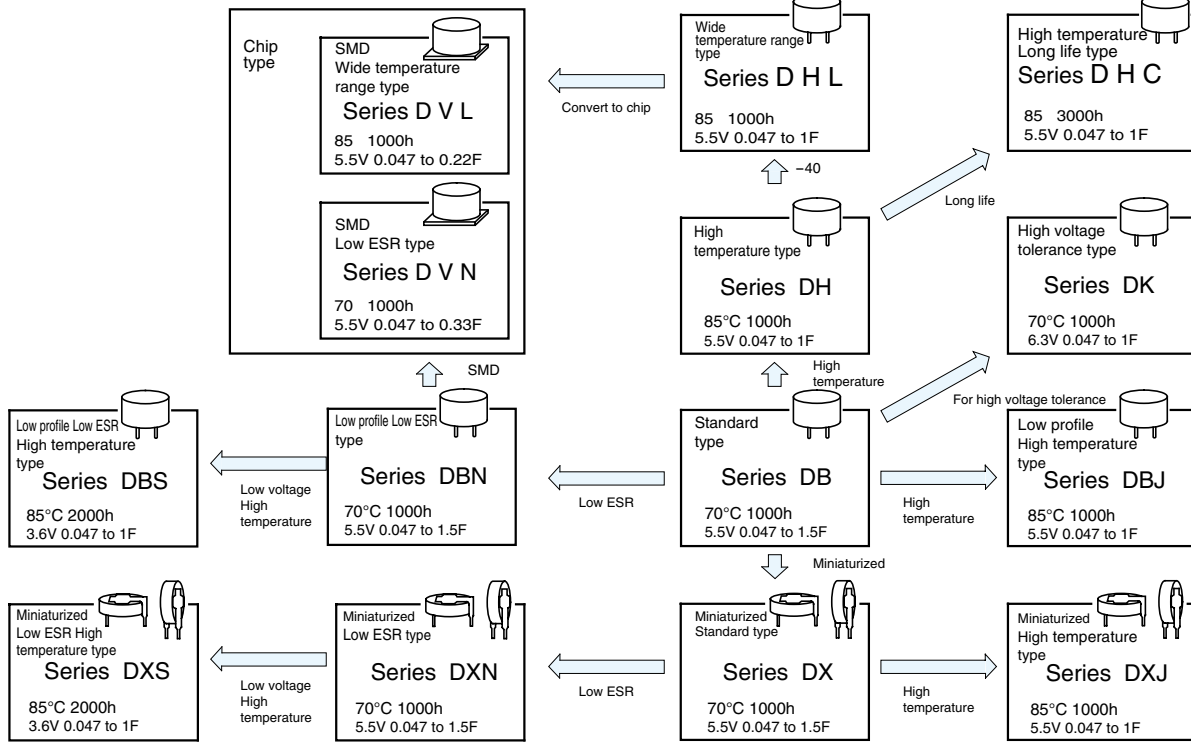 Chip
type
SMD
Wide temperature
range type
Series D V L
85 1000h
5.5V 0.047 to 0.22F
SMD
Low ESR type
Series D V N
70 1000h
5.5V 0.047 to 0.33F
Convert to chip
Wide
temperature range
type
Series D H L
85 1000h
5.5V 0.047 to 1F
High temperature
Long life type
Series D H C
85 3000h
5.5V 0.047 to 1F
−40
Long life
High
temperature type
Series DH
85°C 1000h
5.5V 0.047 to 1F
High voltage
tolerance type
Series DK
70°C 1000h
6.3V 0.047 to 1F
SMD
High
temperature
For high voltage tolerance
Low profile Low ESR
High temperature
type
Series DBS
85°C 2000h
3.6V 0.047 to 1F
Low voltage
High
temperature
Low profile Low ESR
type
Series DBN
70°C 1000h
5.5V 0.047 to 1.5F
Low ESR
Standard
type
Series DB
70°C 1000h
5.5V 0.047 to 1.5F
High
temperature
Low profile
High temperature
type
Series DBJ
85°C 1000h
5.5V 0.047 to 1F
Miniaturized
Miniaturized
Low ESR High
temperature type
Series DXS
85°C 2000h
3.6V 0.047 to 1F
Low voltage
High
temperature
Miniaturized
Low ESR type
Series DXN
70°C 1000h
5.5V 0.047 to 1.5F
Low ESR
Miniaturized
Standard type
Series DX
70°C 1000h
5.5V 0.047 to 1.5F
High
temperature
Miniaturized
High temperature
type
Series DXJ
85°C 1000h
5.5V 0.047 to 1F